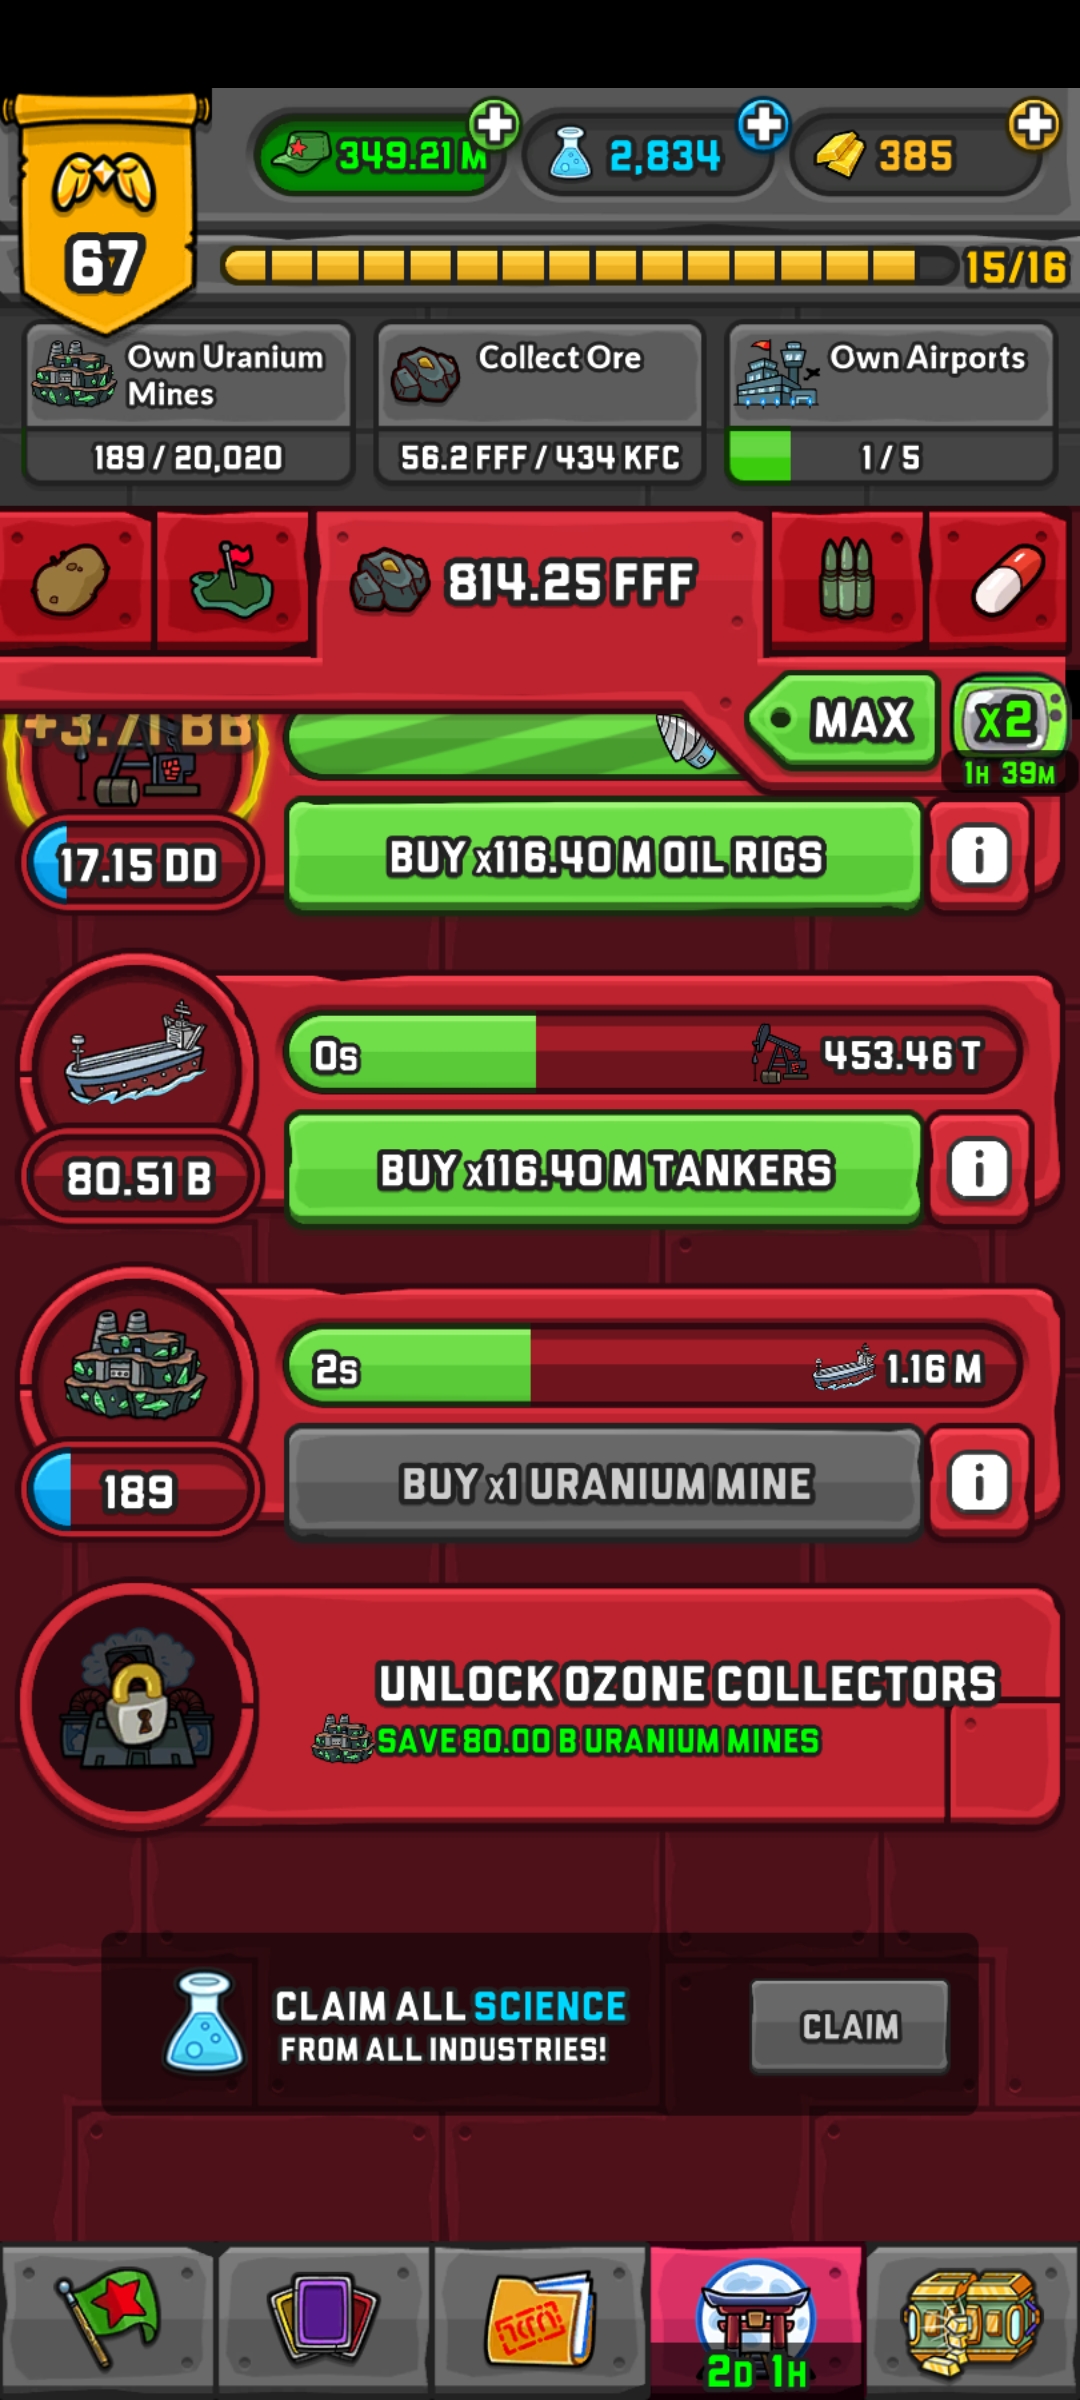 349.21 M
2,834
385
67
15/16
Own Uranium
Mines
189 / 20,020
Collect Ore
56.2 FFF / 434 KFC
Own Airports
1 / 5
814.25 FFF
MAX
x2
1H 39M
+3.71 BB
17.15 DD
BUY x116.40 M OIL RIGS
i
0s
453.46 T
80.51 B
BUY x116.40 M TANKERS
i
2s
1.16 M
189
BUY x1 URANIUM MINE
i
UNLOCK OZONE COLLECTORS
SAVE 80.00 B URANIUM MINES
CLAIM ALL SCIENCE
FROM ALL INDUSTRIES!
CLAIM
2D 1H